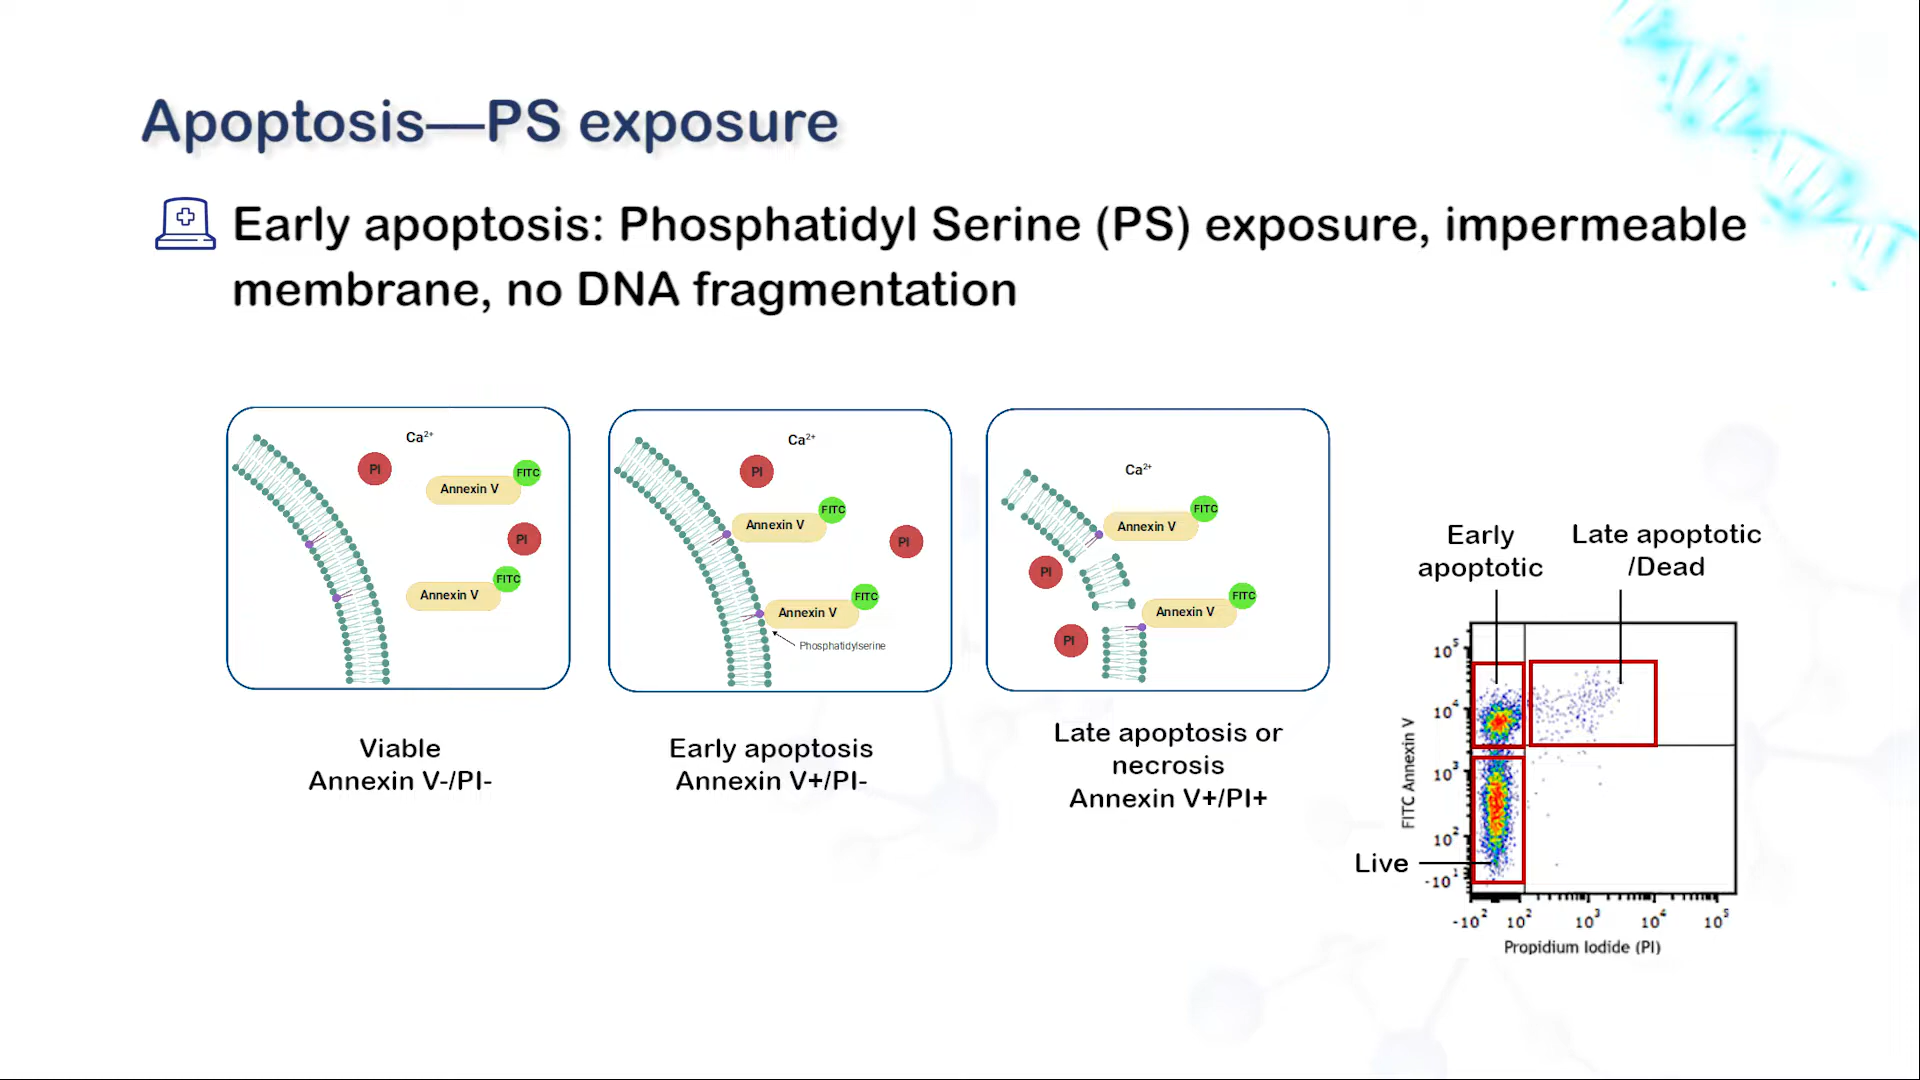 Apoptosis—PS exposure
Early apoptosis: Phosphatidyl Serine (PS) exposure, impermeable
membrane, no DNA fragmentation
Ca²⁺
PI
FITC
Annexin V
PI
FITC
Annexin V
Viable
Annexin V-/PI-
Ca²⁺
PI
FITC
Annexin V
PI
FITC
Annexin V
Phosphatidylserine
Early apoptosis
Annexin V+/PI-
Ca²⁺
FITC
Annexin V
PI
FITC
Annexin V
PI
Late apoptosis or
necrosis
Annexin V+/PI+
Early
apoptotic
Late apoptotic
/Dead
Live
FITC Annexin V
10⁵
10⁴
10³
10²
-10¹
-10² 10² 10³ 10⁴ 10⁵
Propidium Iodide (PI)